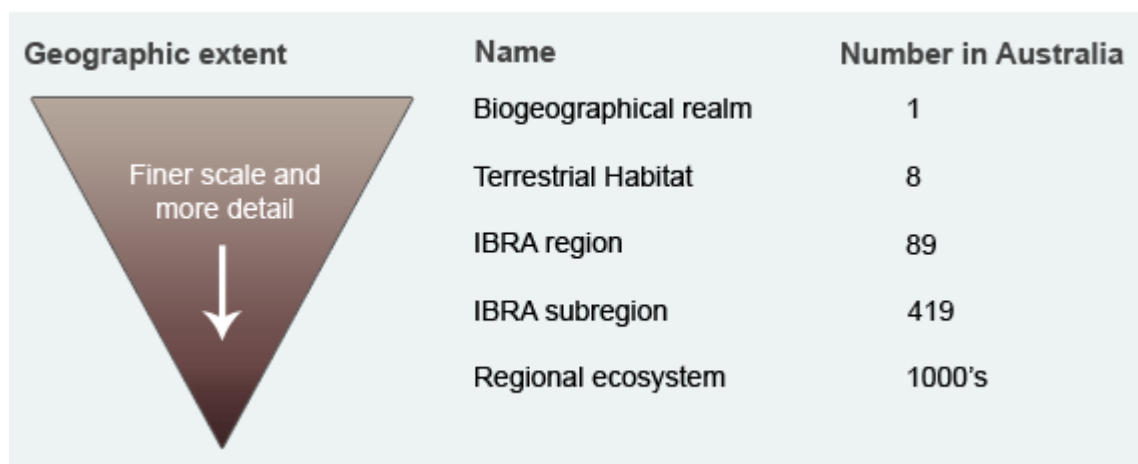 Geographic extent Name Number in Australia
Biogeographical realm 1
Finer scale and
more detail
Terrestrial Habitat 8
IBRA region 89
IBRA subregion 419
Regional ecosystem 1000's